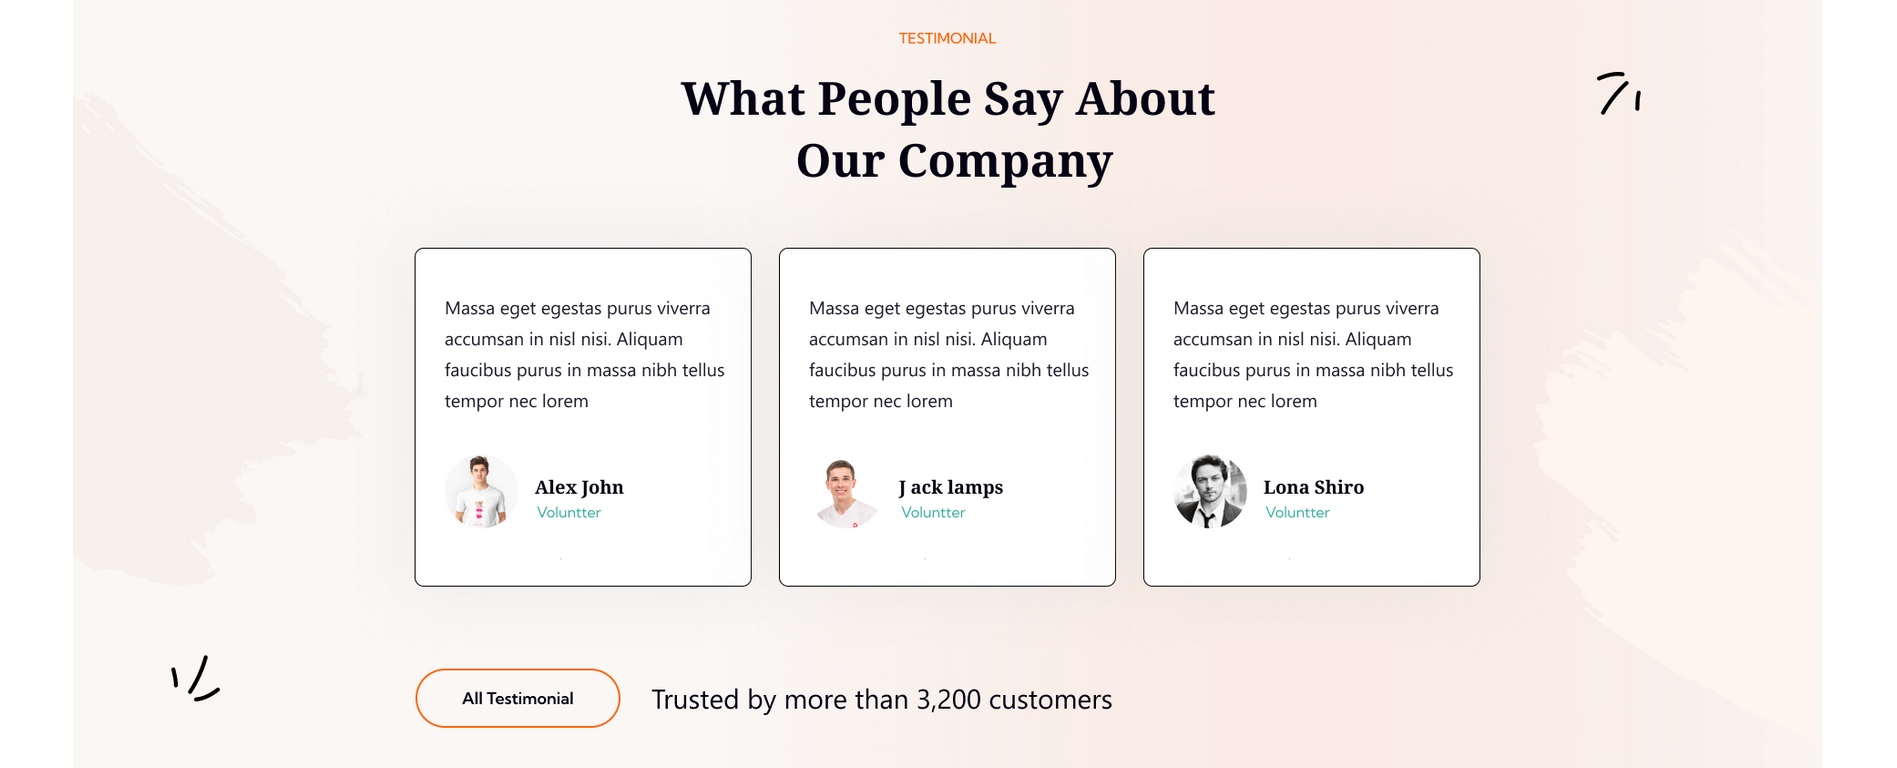 TESTIMONIAL
What People Say About
Our Company
Massa eget egestas purus viverra
accumsan in nisl nisi. Aliquam
faucibus purus in massa nibh tellus
tempor nec lorem
Alex John
Voluntter
Massa eget egestas purus viverra
accumsan in nisl nisi. Aliquam
faucibus purus in massa nibh tellus
tempor nec lorem
J ack lamps
Voluntter
Massa eget egestas purus viverra
accumsan in nisl nisi. Aliquam
faucibus purus in massa nibh tellus
tempor nec lorem
Lona Shiro
Voluntter
All Testimonial
Trusted by more than 3,200 customers